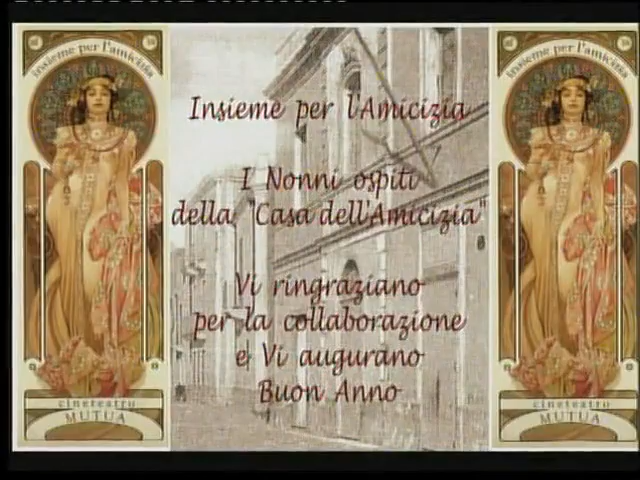 insieme per l'amicizia
Insieme per l'Amicizia
I Nonni ospiti
della "Casa dell'Amicizia"
Vi ringraziano
per la collaborazione
e Vi augurano
Buon Anno
cineteatro
MUTUA
insieme per l'amicizia
cineteatro
MUTUA